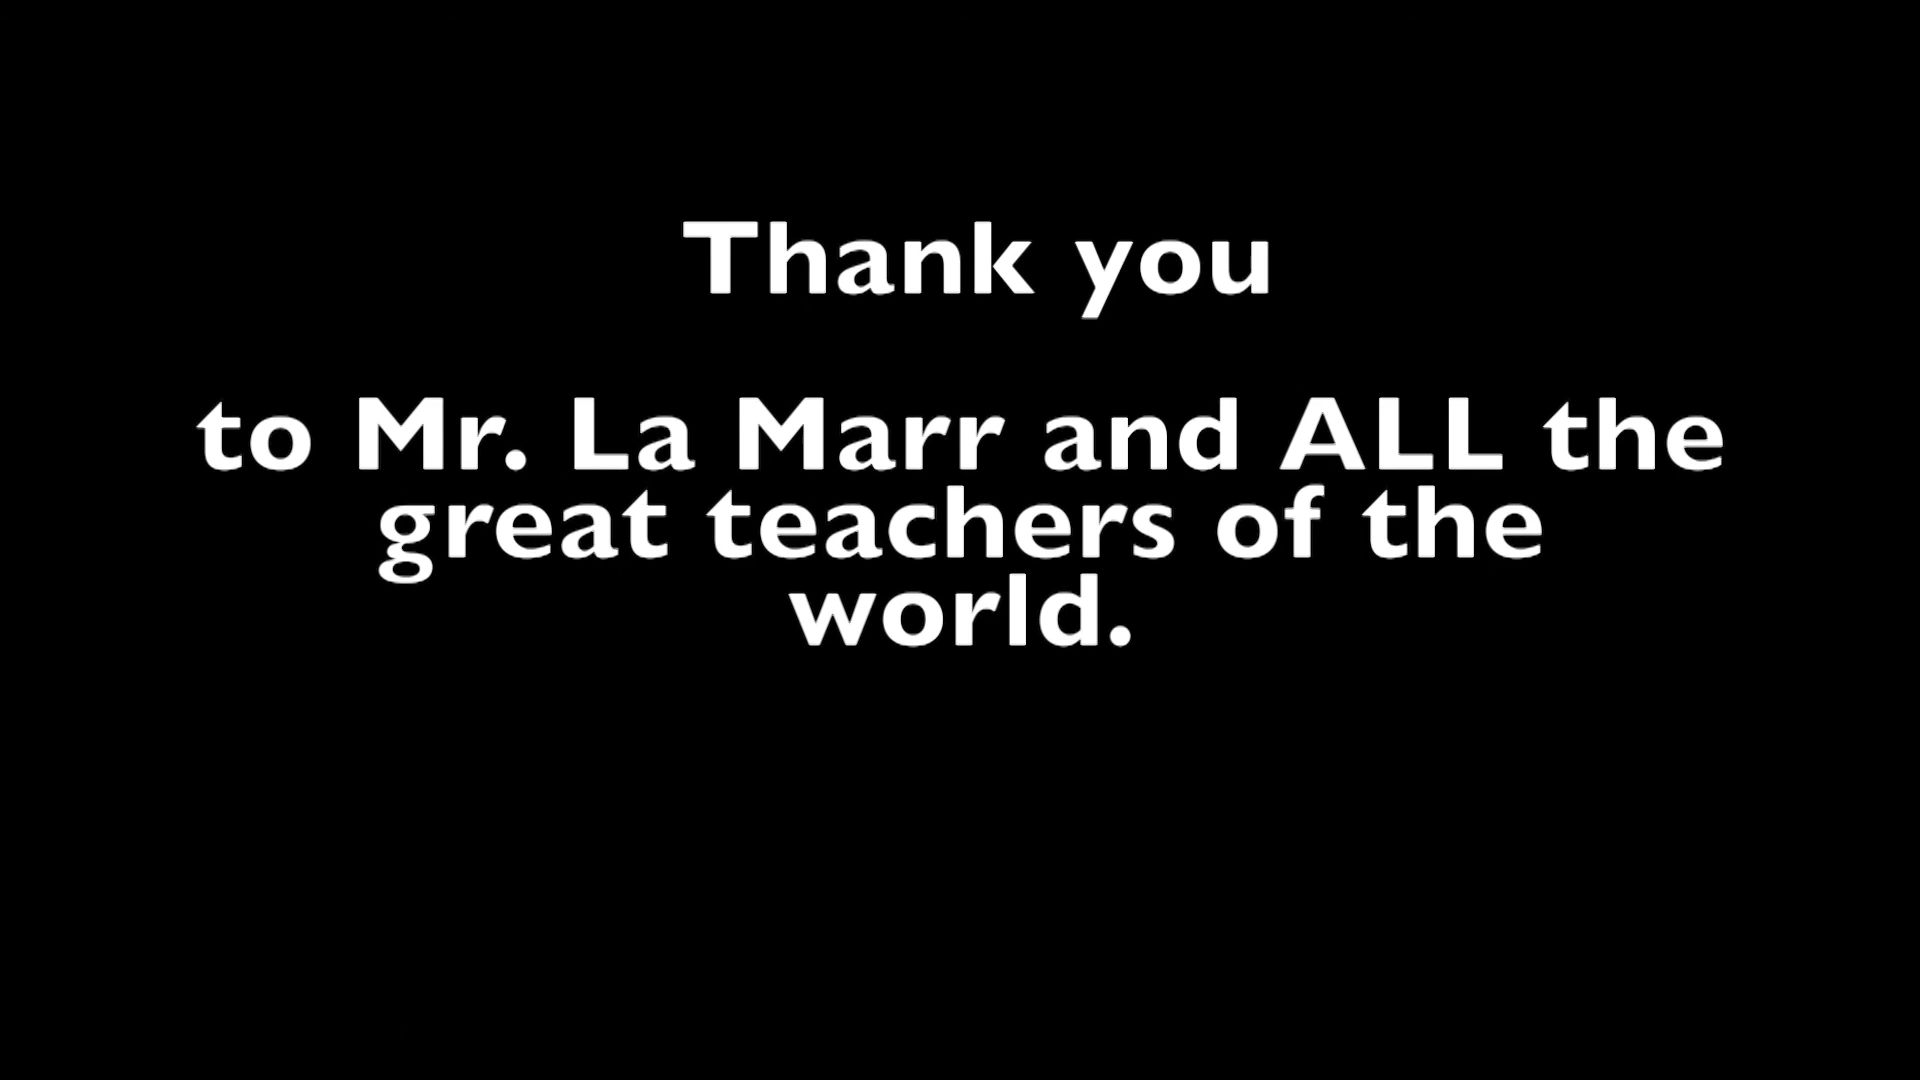 Thank you
to Mr. La Marr and ALL the
great teachers of the
world.